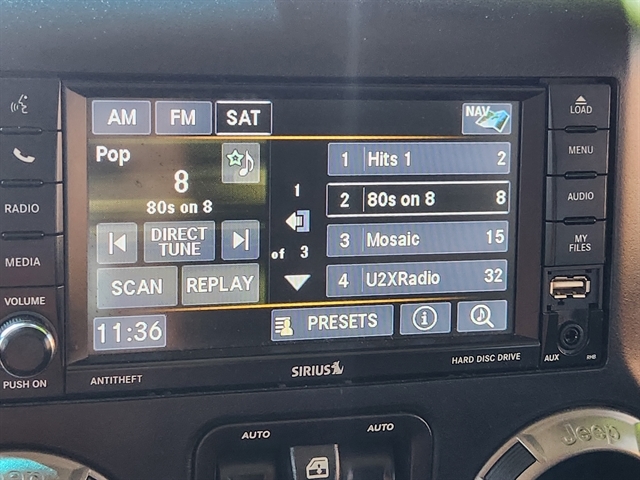 AM FM SAT NAV
LOAD
MENU
AUDIO
MY
FILES
RADIO
MEDIA
VOLUME
PUSH ON
Pop
8
80s on 8
DIRECT
TUNE
SCAN REPLAY
11:36
1
of 3
1 Hits 1 2
2 80s on 8 8
3 Mosaic 15
4 U2XRadio 32
PRESETS
ANTITHEFT
SIRIUS
HARD DISC DRIVE
AUX RHB
AUTO AUTO
Jeep